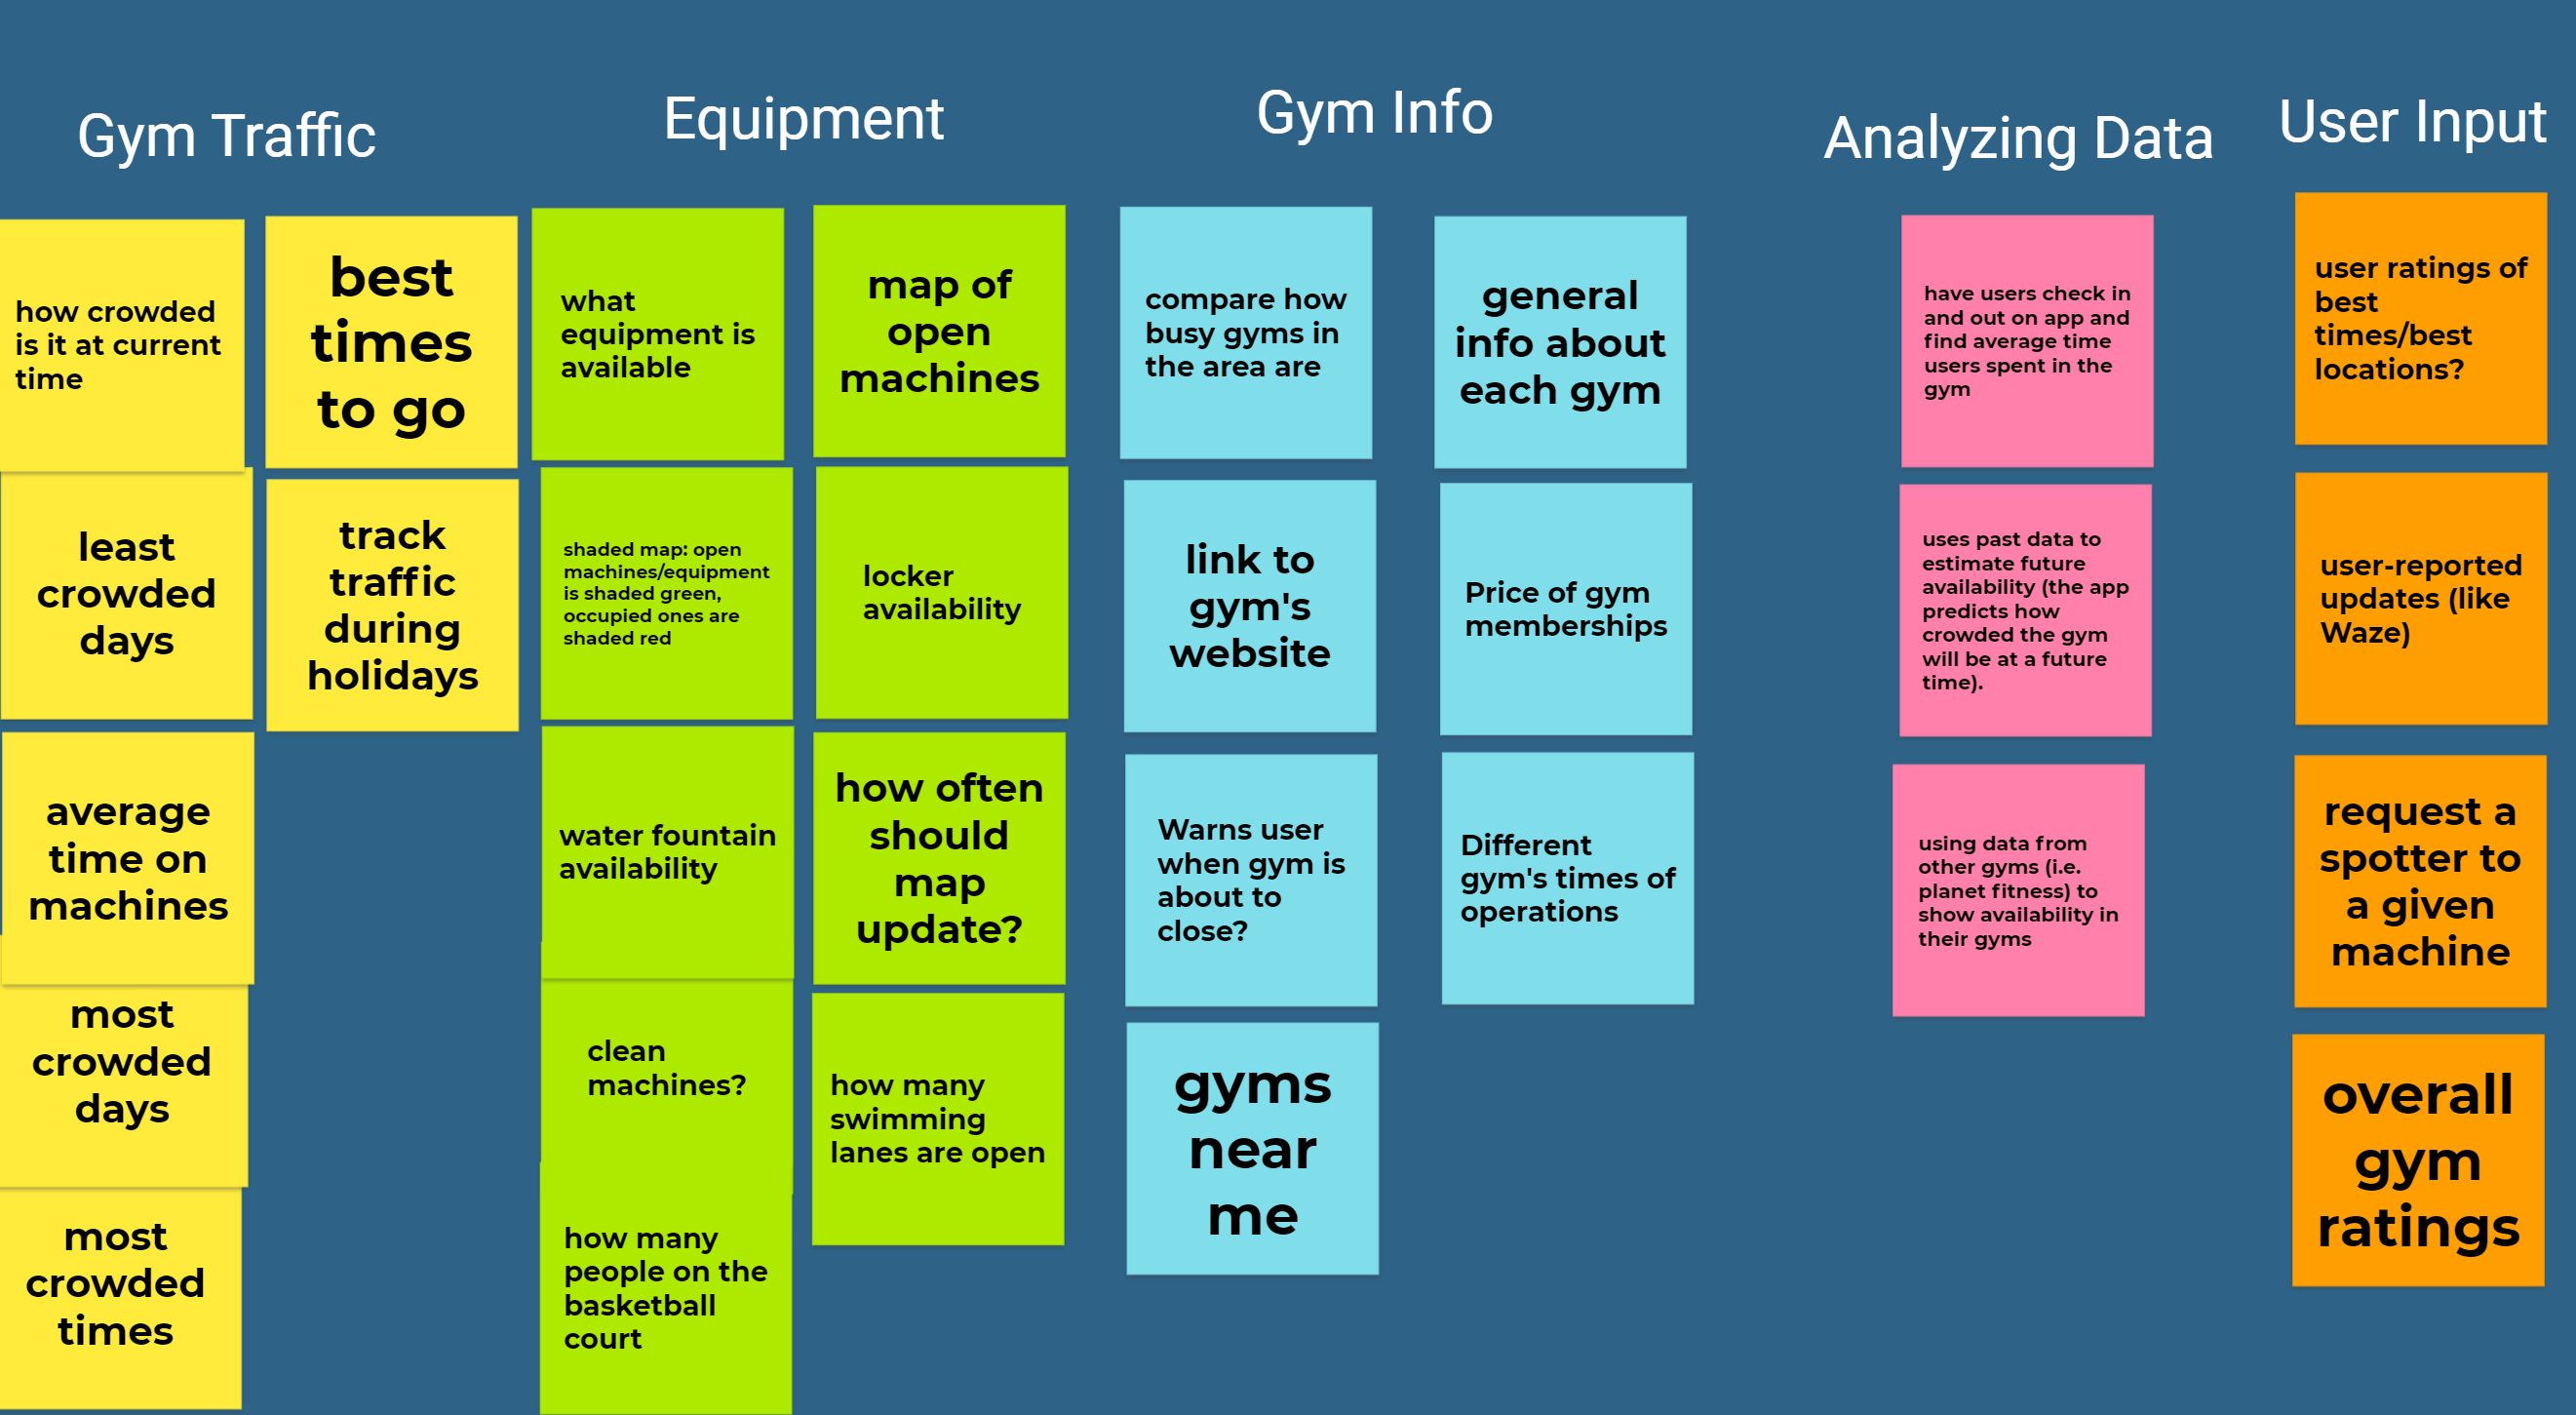 Gym Traffic
how crowded
is it at current
time
best
times
to go
least
crowded
days
track
traffic
during
holidays
average
time on
machines
most
crowded
days
most
crowded
times
Equipment
what
equipment is
available
map of
open
machines
shaded map: open
machines/equipment
is shaded green,
occupied ones are
shaded red
locker
availability
water fountain
availability
how often
should
map
update?
clean
machines?
how many
swimming
lanes are open
how many
people on the
basketball
court
Gym Info
compare how
busy gyms in
the area are
general
info about
each gym
link to
gym's
website
Price of gym
memberships
Warns user
when gym is
about to
close?
Different
gym's times of
operations
gyms
near
me
Analyzing Data
have users check in
and out on app and
find average time
users spent in the
gym
uses past data to
estimate future
availability (the app
predicts how
crowded the gym
will be at a future
time).
using data from
other gyms (i.e.
planet fitness) to
show availability in
their gyms
User Input
user ratings of
best
times/best
locations?
user-reported
updates (like
Waze)
request a
spotter to
a given
machine
overall
gym
ratings